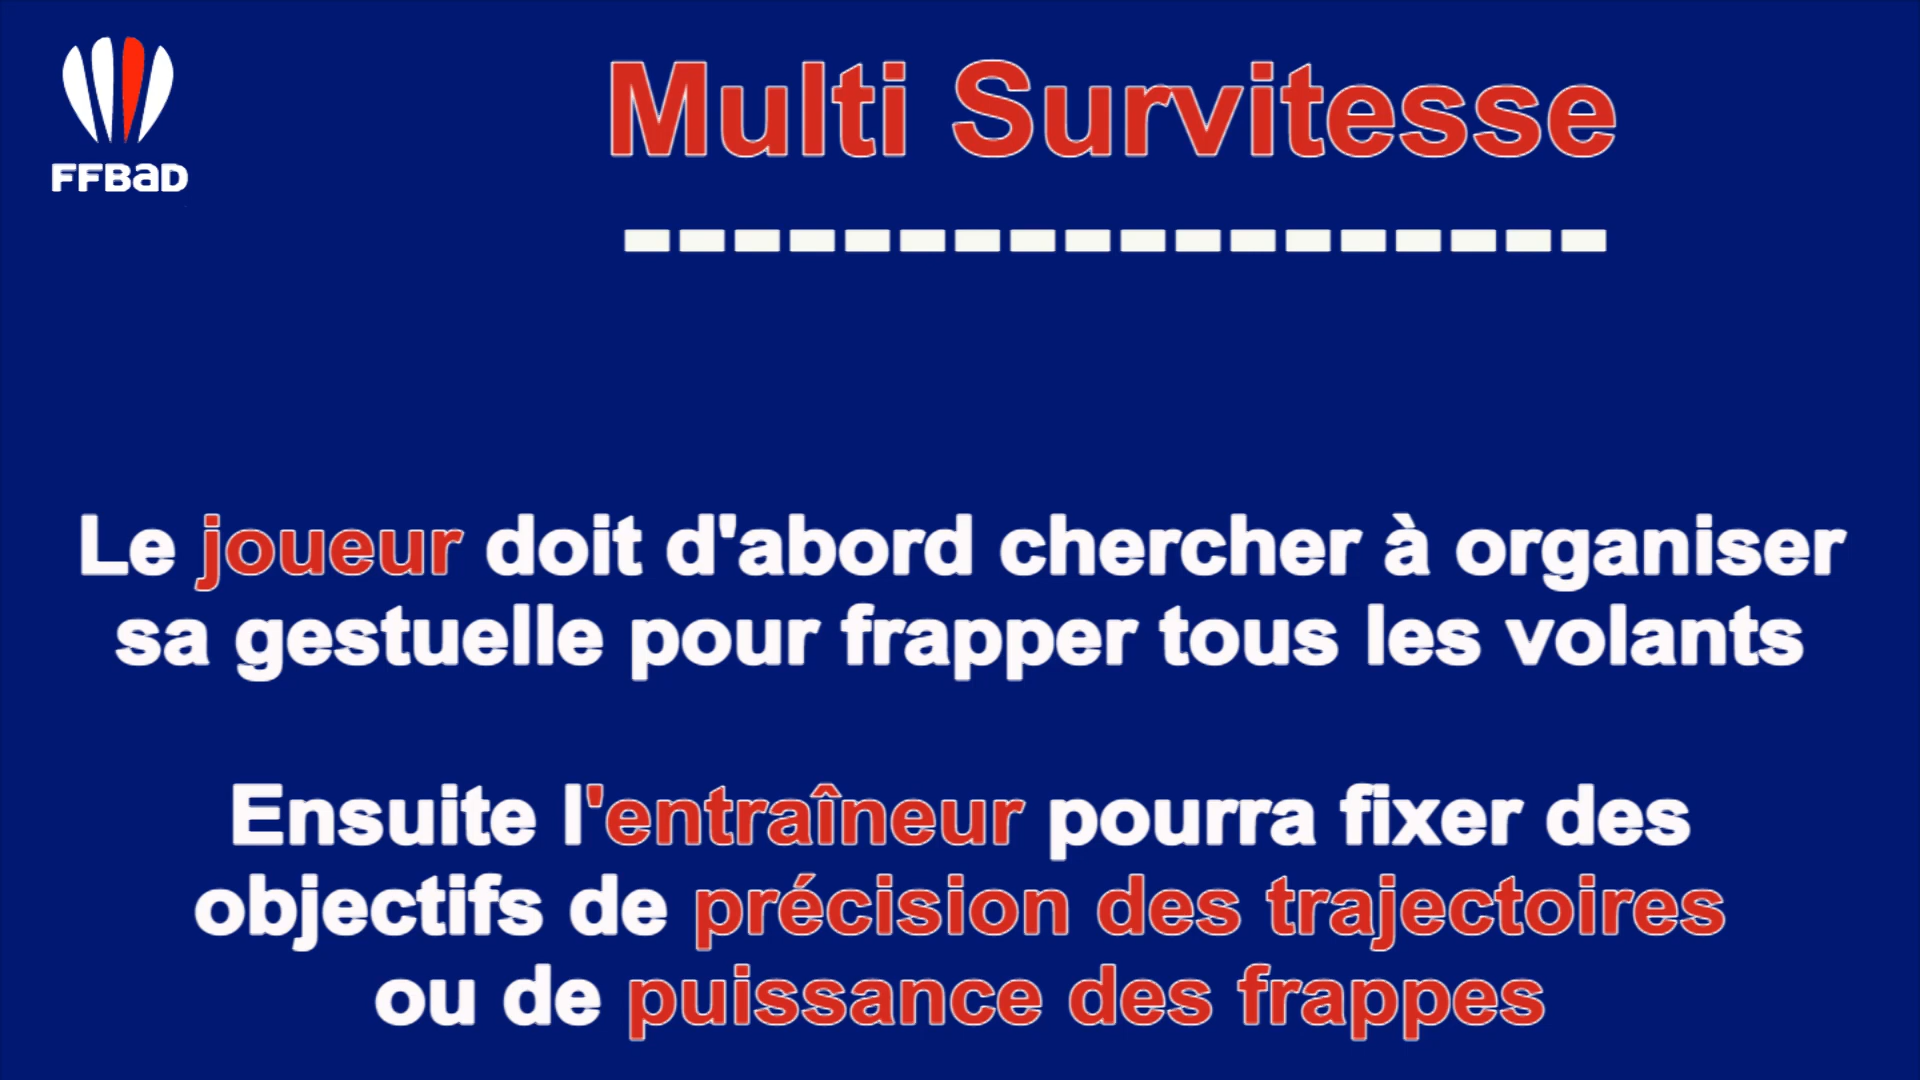 FFBaD
Multi Survitesse
------------------
Le joueur doit d'abord chercher à organiser
sa gestuelle pour frapper tous les volants
Ensuite l'entraîneur pourra fixer des
objectifs de précision des trajectoires
ou de puissance des frappes